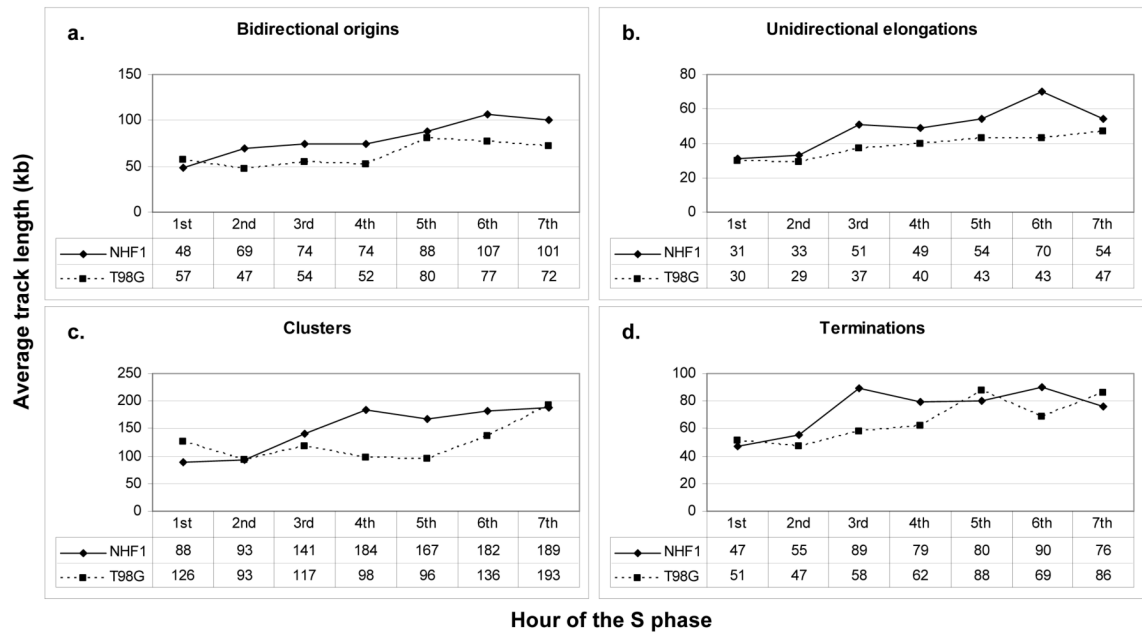 Average track length (kb)
a. Bidirectional origins
150
100
50
0
1st 2nd 3rd 4th 5th 6th 7th
NHF1 48 69 74 74 88 107 101
T98G 57 47 54 52 80 77 72
b. Unidirectional elongations
80
60
40
20
0
1st 2nd 3rd 4th 5th 6th 7th
NHF1 31 33 51 49 54 70 54
T98G 30 29 37 40 43 43 47
c. Clusters
250
200
150
100
50
0
1st 2nd 3rd 4th 5th 6th 7th
NHF1 88 93 141 184 167 182 189
T98G 126 93 117 98 96 136 193
d. Terminations
100
80
60
40
20
0
1st 2nd 3rd 4th 5th 6th 7th
NHF1 47 55 89 79 80 90 76
T98G 51 47 58 62 88 69 86
Hour of the S phase